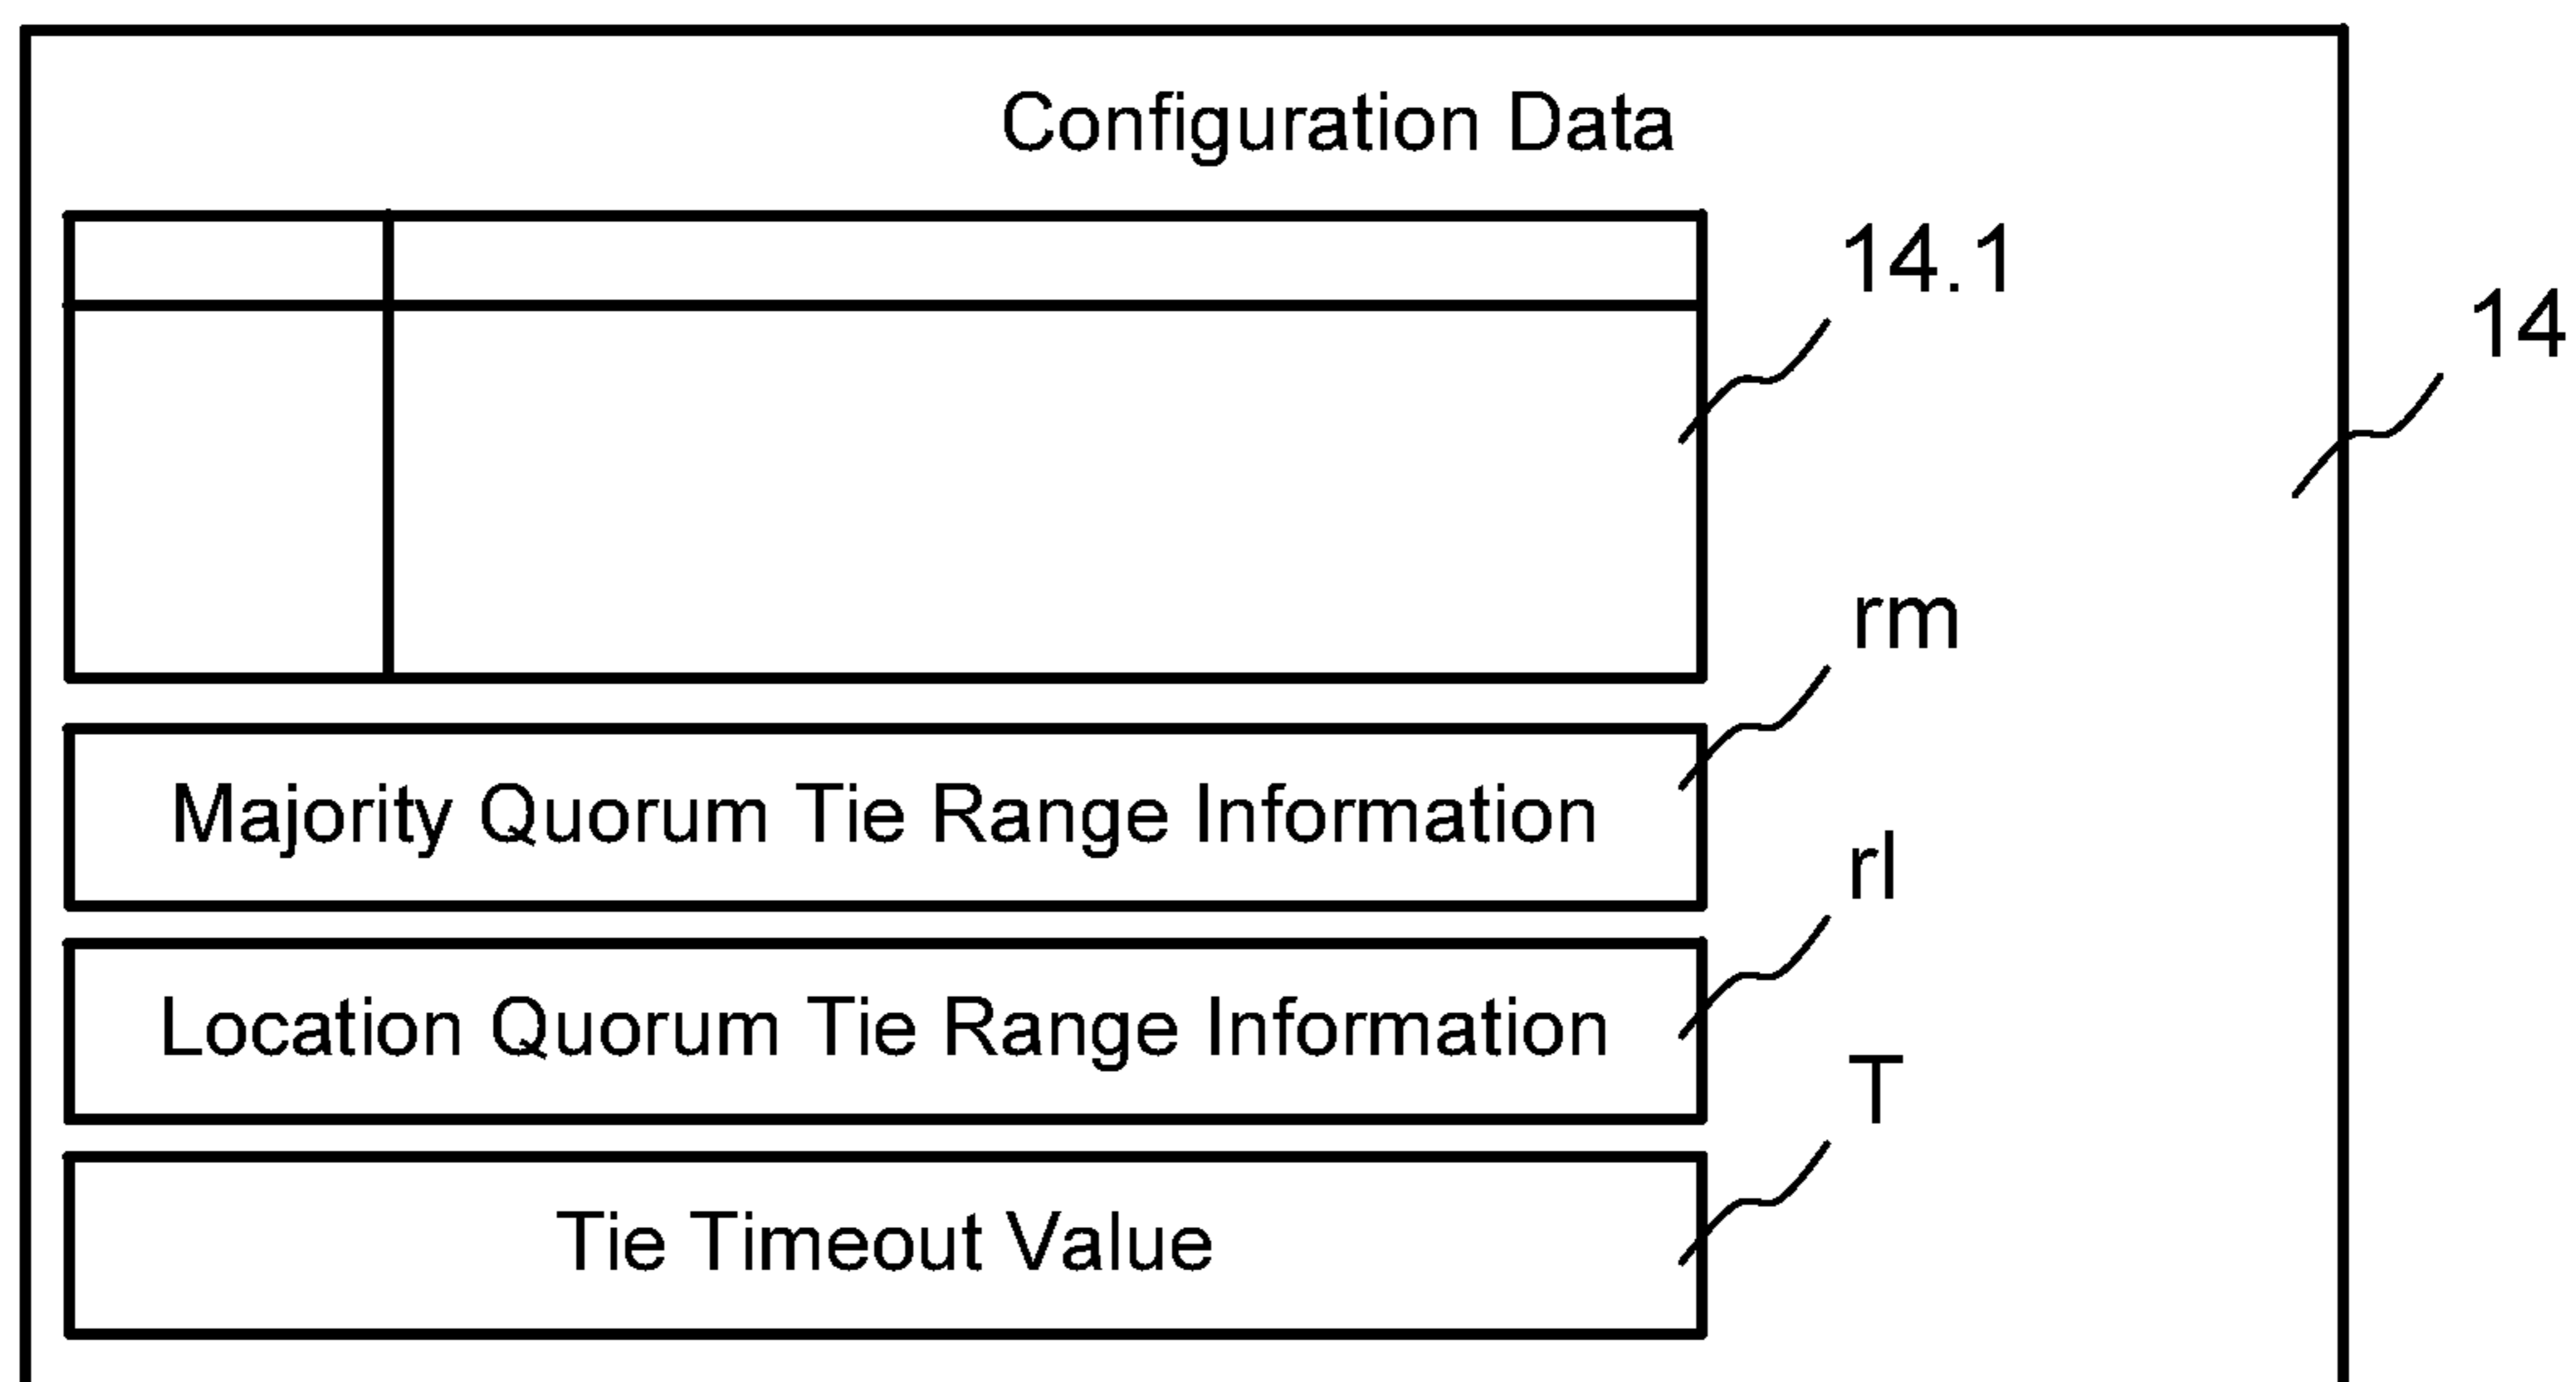 Configuration Data
14.1
14
rm
Majority Quorum Tie Range Information
rl
Location Quorum Tie Range Information
T
Tie Timeout Value